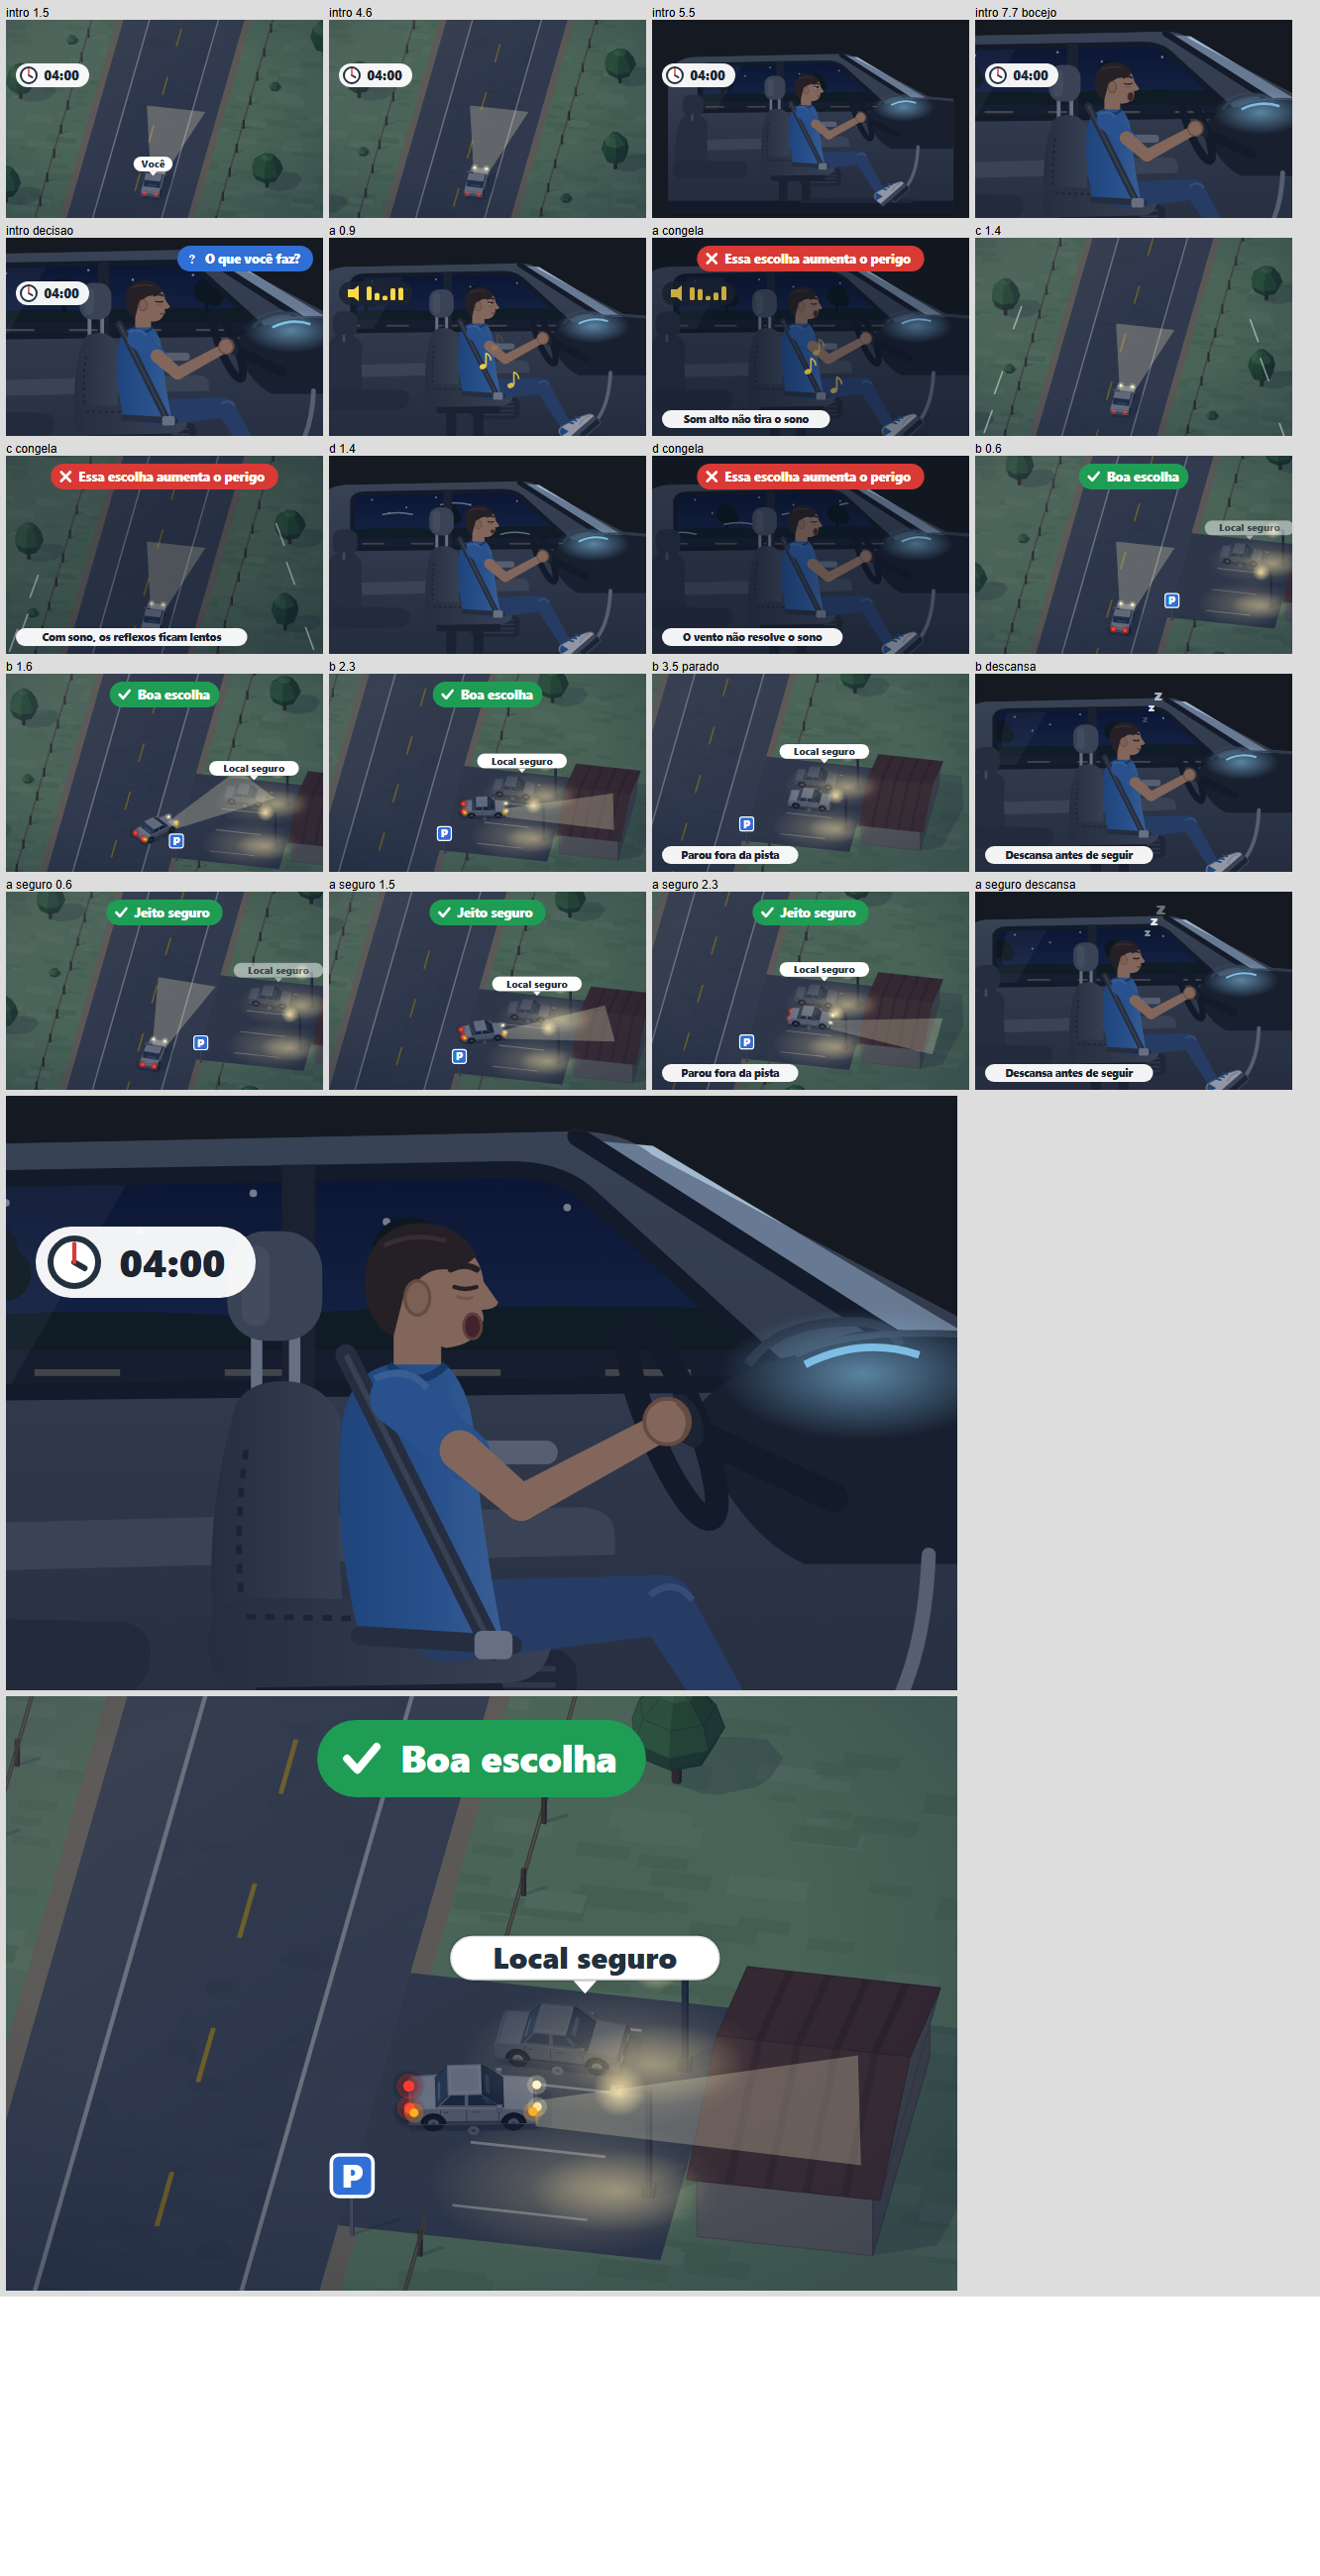 intro 1.5
intro 4.6
intro 5.5
intro 7.7 bocejo
04:00
Você
04:00
04:00
04:00
intro decisao
a 0.9
a congela
c 1.4
? O que você faz?
04:00
Essa escolha aumenta o perigo
Som alto não tira o sono
c congela
d 1.4
d congela
b 0.6
Essa escolha aumenta o perigo
Com sono, os reflexos ficam lentos
Essa escolha aumenta o perigo
O vento não resolve o sono
Boa escolha
Local seguro
P
b 1.6
b 2.3
b 3.5 parado
b descansa
Boa escolha
Local seguro
P
Boa escolha
Local seguro
P
Local seguro
P
Parou fora da pista
z
z
z
Descansa antes de seguir
a seguro 0.6
a seguro 1.5
a seguro 2.3
a seguro descansa
Jeito seguro
Local seguro
P
Jeito seguro
Local seguro
P
Jeito seguro
Local seguro
P
Parou fora da pista
z
z
z
Descansa antes de seguir
04:00
Boa escolha
Local seguro
P